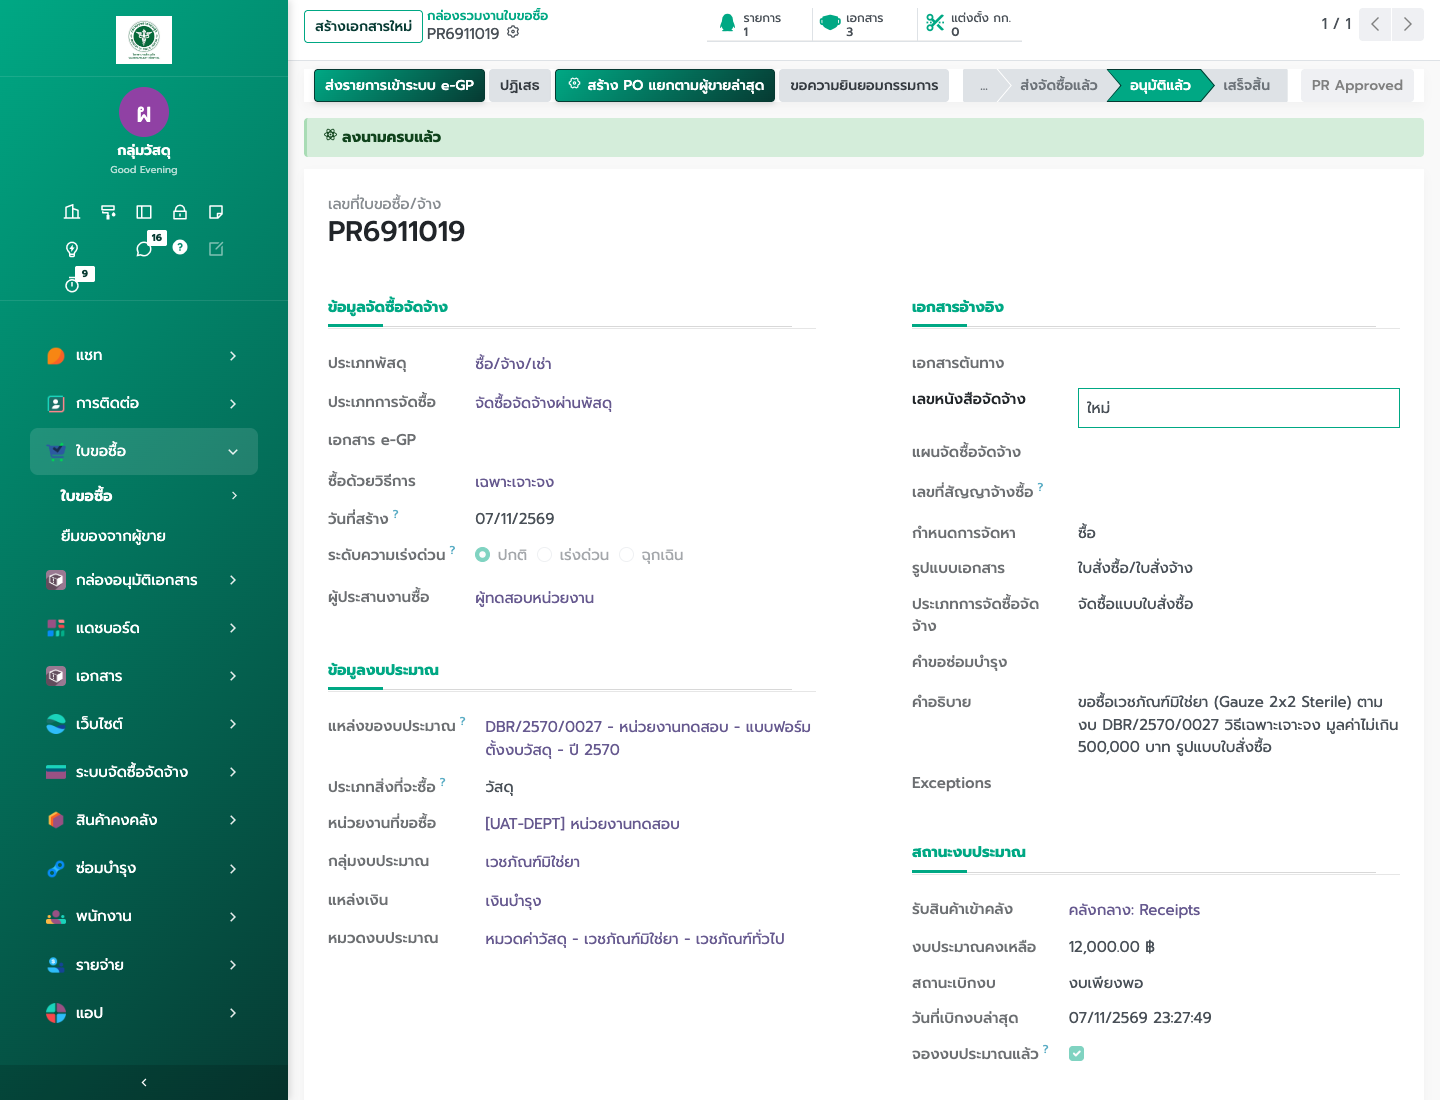 สร้างเอกสารใหม่
กล่องรวมงานใบขอซื้อ
PR6911019
รายการ
1
เอกสาร
3
แต่งตั้ง กก.
0
1 / 1
ส่งรายการเข้าระบบ e-GP
ปฏิเสธ
สร้าง PO แยกตามผู้ขายล่าสุด
ขอความยินยอมกรรมการ
...
ส่งจัดซื้อแล้ว
อนุมัติแล้ว
เสร็จสิ้น
PR Approved
ผ
กลุ่มวัสดุ
Good Evening
16
?
9
แชท
การติดต่อ
ใบขอซื้อ
ใบขอซื้อ
ยืมของจากผู้ขาย
กล่องอนุมัติเอกสาร
แดชบอร์ด
เอกสาร
เว็บไซต์
ระบบจัดซื้อจัดจ้าง
สินค้าคงคลัง
ซ่อมบำรุง
พนักงาน
รายจ่าย
แอป
ลงนามครบแล้ว
เลขที่ใบขอซื้อ/จ้าง
PR6911019
ข้อมูลจัดซื้อจัดจ้าง
ประเภทพัสดุ ซื้อ/จ้าง/เช่า
ประเภทการจัดซื้อ จัดซื้อจัดจ้างผ่านพัสดุ
เอกสาร e-GP
ซื้อด้วยวิธีการ เฉพาะเจาะจง
วันที่สร้าง ? 07/11/2569
ระดับความเร่งด่วน ? ปกติ เร่งด่วน ฉุกเฉิน
ผู้ประสานงานซื้อ ผู้ทดสอบหน่วยงาน
ข้อมูลงบประมาณ
แหล่งของบประมาณ ? DBR/2570/0027 - หน่วยงานทดสอบ - แบบฟอร์ม
ตั้งงบวัสดุ - ปี 2570
ประเภทสิ่งที่จะซื้อ ? วัสดุ
หน่วยงานที่ขอซื้อ [UAT-DEPT] หน่วยงานทดสอบ
กลุ่มงบประมาณ เวชภัณฑ์มิใช่ยา
แหล่งเงิน เงินบำรุง
หมวดงบประมาณ หมวดค่าวัสดุ - เวชภัณฑ์มิใช่ยา - เวชภัณฑ์ทั่วไป
เอกสารอ้างอิง
เอกสารต้นทาง
เลขหนังสือจัดจ้าง ใหม่
แผนจัดซื้อจัดจ้าง
เลขที่สัญญาจ้างซื้อ ?
กำหนดการจัดหา ซื้อ
รูปแบบเอกสาร ใบสั่งซื้อ/ใบสั่งจ้าง
ประเภทการจัดซื้อจัด จัดซื้อแบบใบสั่งซื้อ
จ้าง
คำขอซ่อมบำรุง
คำอธิบาย ขอซื้อเวชภัณฑ์มิใช่ยา (Gauze 2x2 Sterile) ตาม
งบ DBR/2570/0027 วิธีเฉพาะเจาะจง มูลค่าไม่เกิน
500,000 บาท รูปแบบใบสั่งซื้อ
Exceptions
สถานะงบประมาณ
รับสินค้าเข้าคลัง คลังกลาง: Receipts
งบประมาณคงเหลือ 12,000.00 ฿
สถานะเบิกงบ งบเพียงพอ
วันที่เบิกงบล่าสุด 07/11/2569 23:27:49
จองงบประมาณแล้ว ?